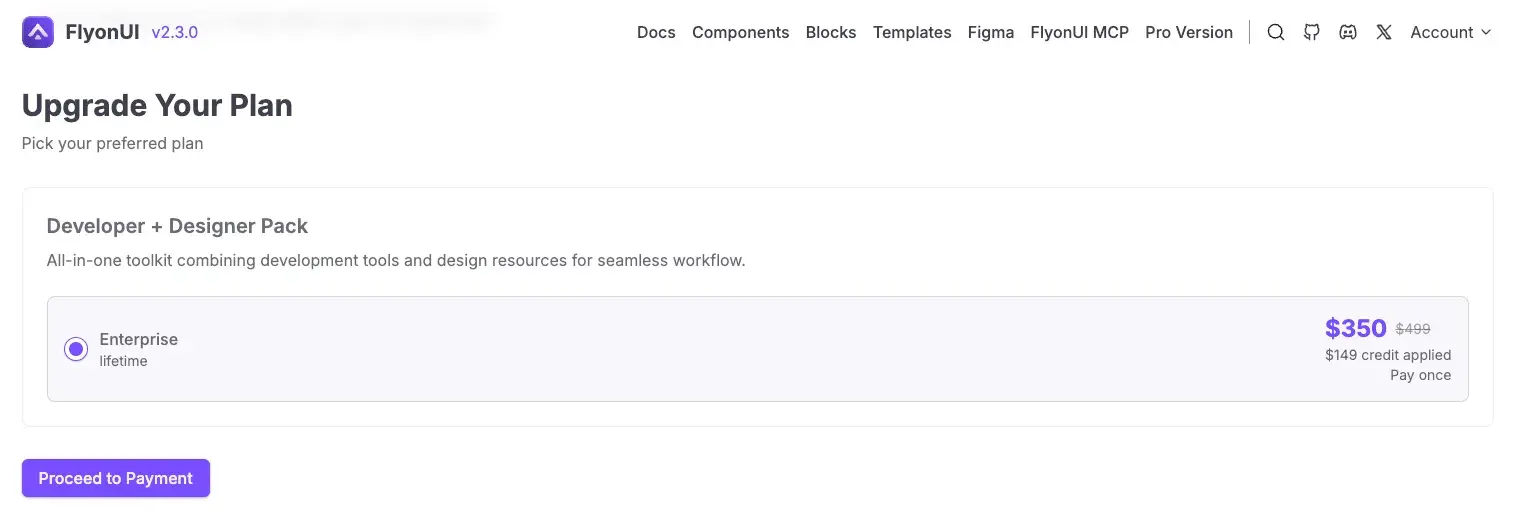 FlyonUI v2.3.0 Docs Components Blocks Templates Figma FlyonUI MCP Pro Version Account
Upgrade Your Plan
Pick your preferred plan
Developer + Designer Pack
All-in-one toolkit combining development tools and design resources for seamless workflow.
Enterprise
lifetime
$350 $499
$149 credit applied
Pay once
Proceed to Payment